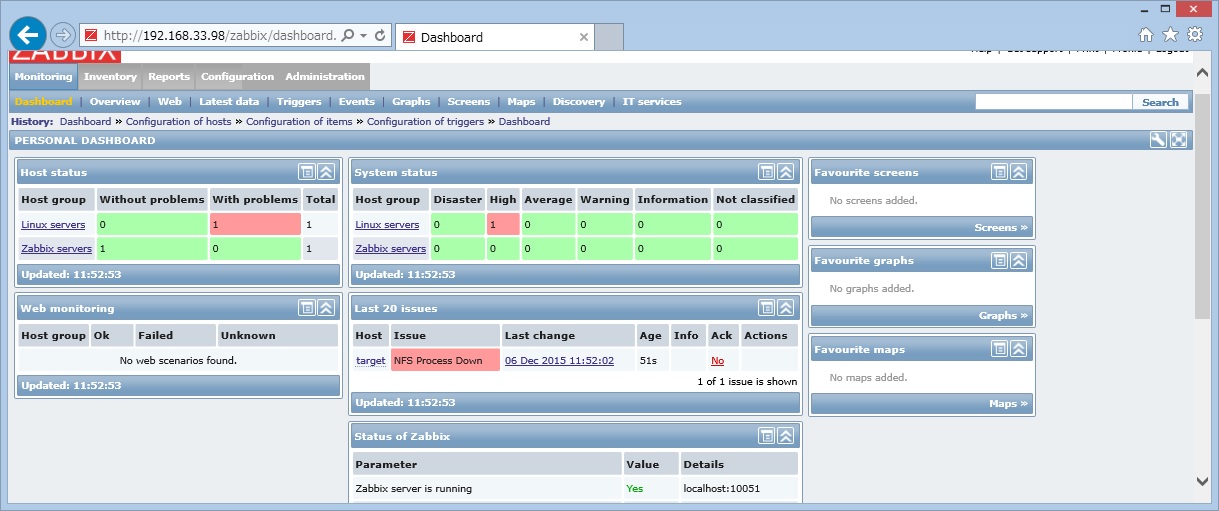 http://192.168.33.98/zabbix/dashboard.
Dashboard
ZABBIX
Help | Get support | Print | Profile | Logout
Monitoring Inventory Reports Configuration Administration
Dashboard | Overview | Web | Latest data | Triggers | Events | Graphs | Screens | Maps | Discovery | IT services Search
History: Dashboard » Configuration of hosts » Configuration of items » Configuration of triggers » Dashboard
PERSONAL DASHBOARD
Host status
Host group Without problems With problems Total
Linux servers 0 1 1
Zabbix servers 1 0 1
Updated: 11:52:53
Web monitoring
Host group Ok Failed Unknown
No web scenarios found.
Updated: 11:52:53
System status
Host group Disaster High Average Warning Information Not classified
Linux servers 0 1 0 0 0 0
Zabbix servers 0 0 0 0 0 0
Updated: 11:52:53
Last 20 issues
Host Issue Last change Age Info Ack Actions
target NFS Process Down 06 Dec 2015 11:52:02 51s No
1 of 1 issue is shown
Updated: 11:52:53
Status of Zabbix
Parameter Value Details
Zabbix server is running Yes localhost:10051
Favourite screens
No screens added.
Screens »
Favourite graphs
No graphs added.
Graphs »
Favourite maps
No maps added.
Maps »